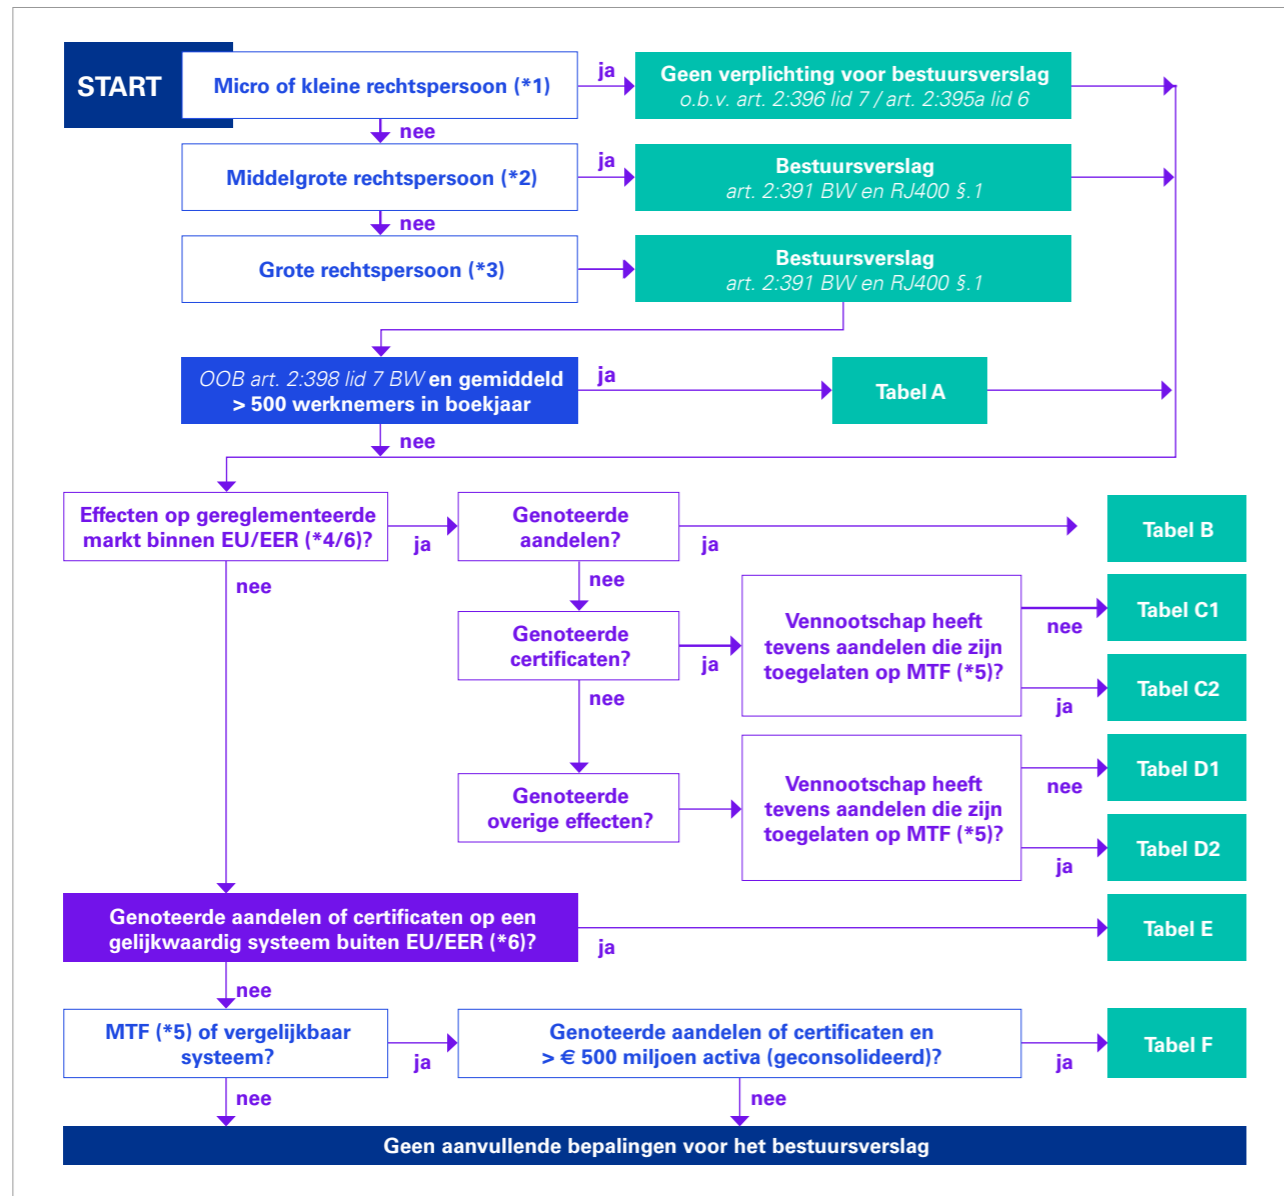 START
Micro of kleine rechtspersoon (*1)
ja
Geen verplichting voor bestuursverslag
o.b.v. art. 2:396 lid 7 / art. 2:395a lid 6
nee
Middelgrote rechtspersoon (*2)
ja
Bestuursverslag
art. 2:391 BW en RJ400 §.1
nee
Grote rechtspersoon (*3)
Bestuursverslag
art. 2:391 BW en RJ400 §.1
OOB art. 2:398 lid 7 BW en gemiddeld
> 500 werknemers in boekjaar
ja
Tabel A
nee
Effecten op gereglementeerde
markt binnen EU/EER (*4/6)?
ja
Genoteerde
aandelen?
ja
Tabel B
nee
nee
Genoteerde
certificaten?
ja
Vennootschap heeft
tevens aandelen die zijn
toegelaten op MTF (*5)?
nee
Tabel C1
ja
Tabel C2
nee
Genoteerde
overige effecten?
Vennootschap heeft
tevens aandelen die zijn
toegelaten op MTF (*5)?
nee
Tabel D1
ja
Tabel D2
Genoteerde aandelen of certificaten op een
gelijkwaardig systeem buiten EU/EER (*6)?
ja
Tabel E
nee
MTF (*5) of vergelijkbaar
systeem?
ja
Genoteerde aandelen of certificaten en
> € 500 miljoen activa (geconsolideerd)?
ja
Tabel F
nee
nee
Geen aanvullende bepalingen voor het bestuursverslag